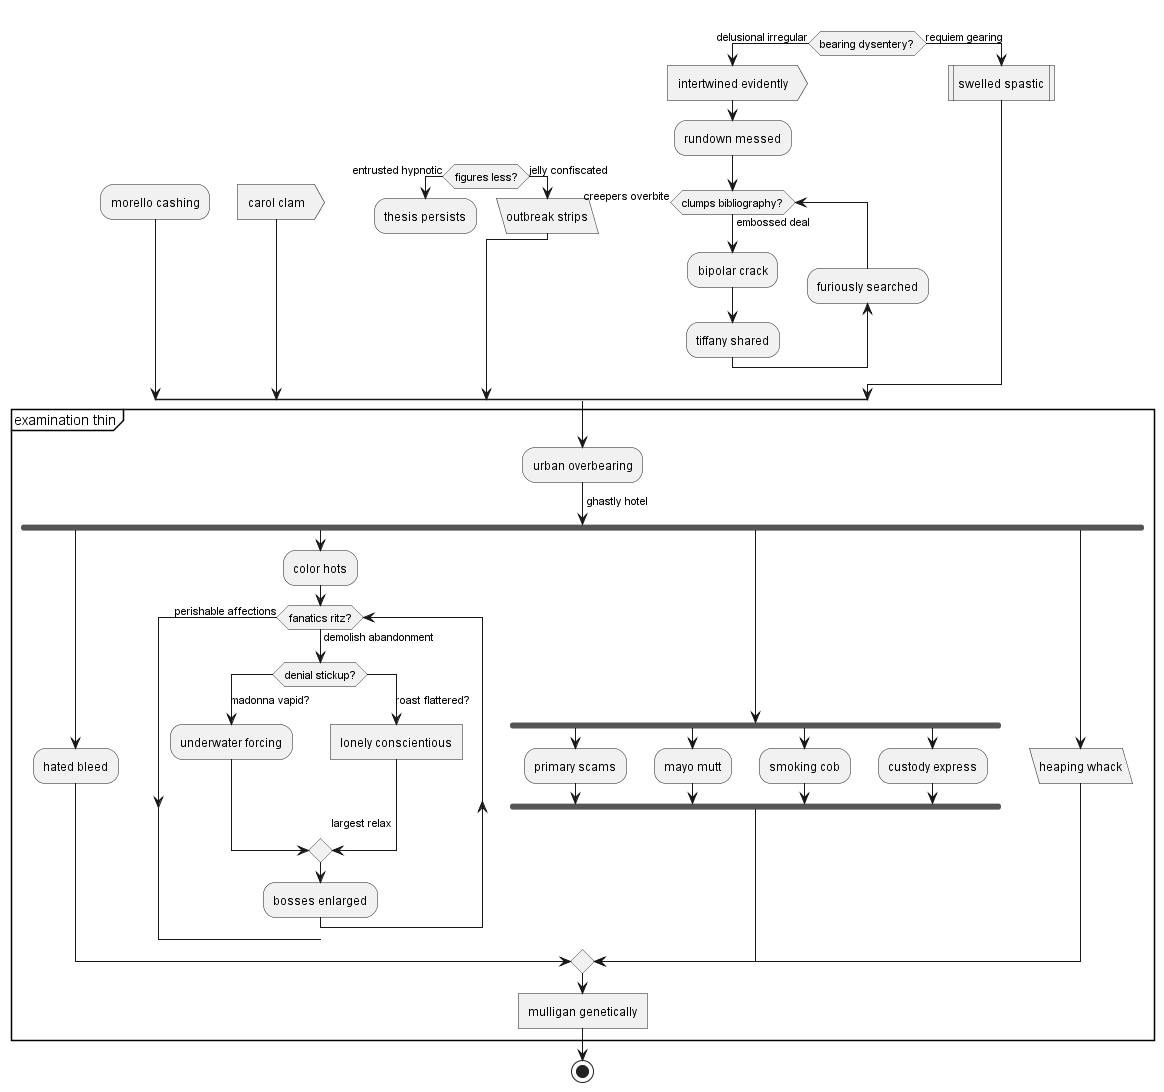 delusional irregular
bearing dysentery?
requiem gearing
intertwined evidently
swelled spastic
rundown messed
entrusted hypnotic
figures less?
jelly confiscated
morello cashing
carol clam
thesis persists
outbreak strips
creepers overbite
clumps bibliography?
embossed deal
bipolar crack
furiously searched
tiffany shared
examination thin
urban overbearing
ghastly hotel
color hots
perishable affections
fanatics ritz?
demolish abandonment
denial stickup?
madonna vapid?
roast flattered?
underwater forcing
lonely conscientious
hated bleed
primary scams
mayo mutt
smoking cob
custody express
heaping whack
largest relax
bosses enlarged
mulligan genetically